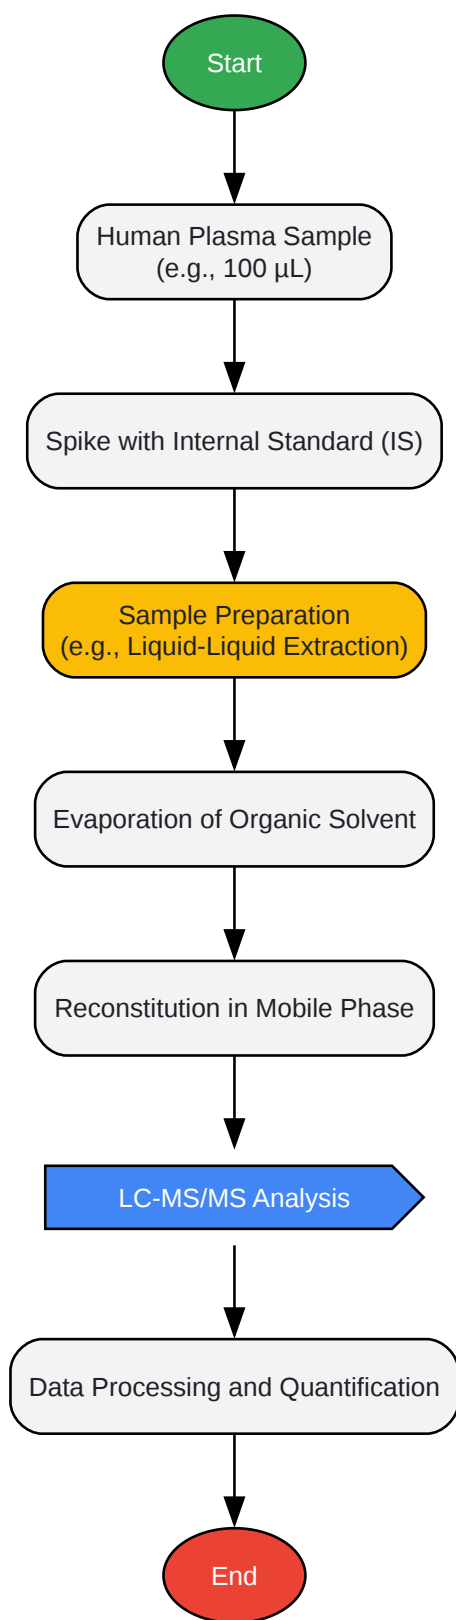 Start
Human Plasma Sample
(e.g., 100 µL)
Spike with Internal Standard (IS)
Sample Preparation
(e.g., Liquid-Liquid Extraction)
Evaporation of Organic Solvent
Reconstitution in Mobile Phase
LC-MS/MS Analysis
Data Processing and Quantification
End